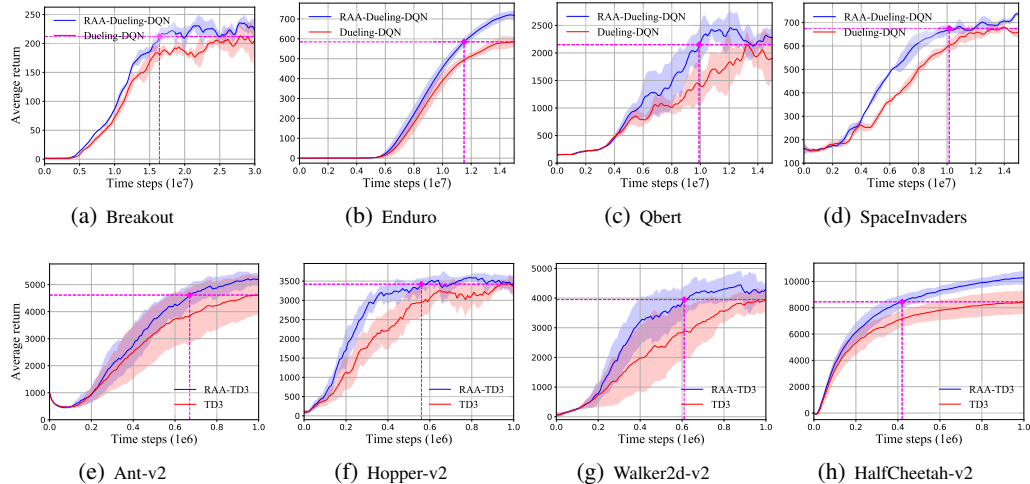 Average return
250
200
150
100
50
0
RAA-Dueling-DQN
Dueling-DQN
0.0 0.5 1.0 1.5 2.0 2.5 3.0
Time steps (1e7)
(a) Breakout
800
700
600
500
400
300
200
100
0
RAA-Dueling-DQN
Dueling-DQN
0.0 0.2 0.4 0.6 0.8 1.0 1.2 1.4
Time steps (1e7)
(b) Enduro
2500
2000
1500
1000
500
0
RAA-Dueling-DQN
Dueling-DQN
0.0 0.2 0.4 0.6 0.8 1.0 1.2 1.4
Time steps (1e7)
(c) Qbert
800
700
600
500
400
300
200
100
RAA-Dueling-DQN
Dueling-DQN
0.0 0.2 0.4 0.6 0.8 1.0 1.2 1.4
Time steps (1e7)
(d) SpaceInvaders
Average return
5000
4000
3000
2000
1000
0
RAA-TD3
TD3
0.0 0.2 0.4 0.6 0.8 1.0
Time steps (1e6)
(e) Ant-v2
3500
3000
2500
2000
1500
1000
500
0
RAA-TD3
TD3
0.0 0.2 0.4 0.6 0.8 1.0
Time steps (1e6)
(f) Hopper-v2
5000
4000
3000
2000
1000
0
RAA-TD3
TD3
0.0 0.2 0.4 0.6 0.8 1.0
Time steps (1e6)
(g) Walker2d-v2
10000
8000
6000
4000
2000
0
RAA-TD3
TD3
0.0 0.2 0.4 0.6 0.8 1.0
Time steps (1e6)
(h) HalfCheetah-v2